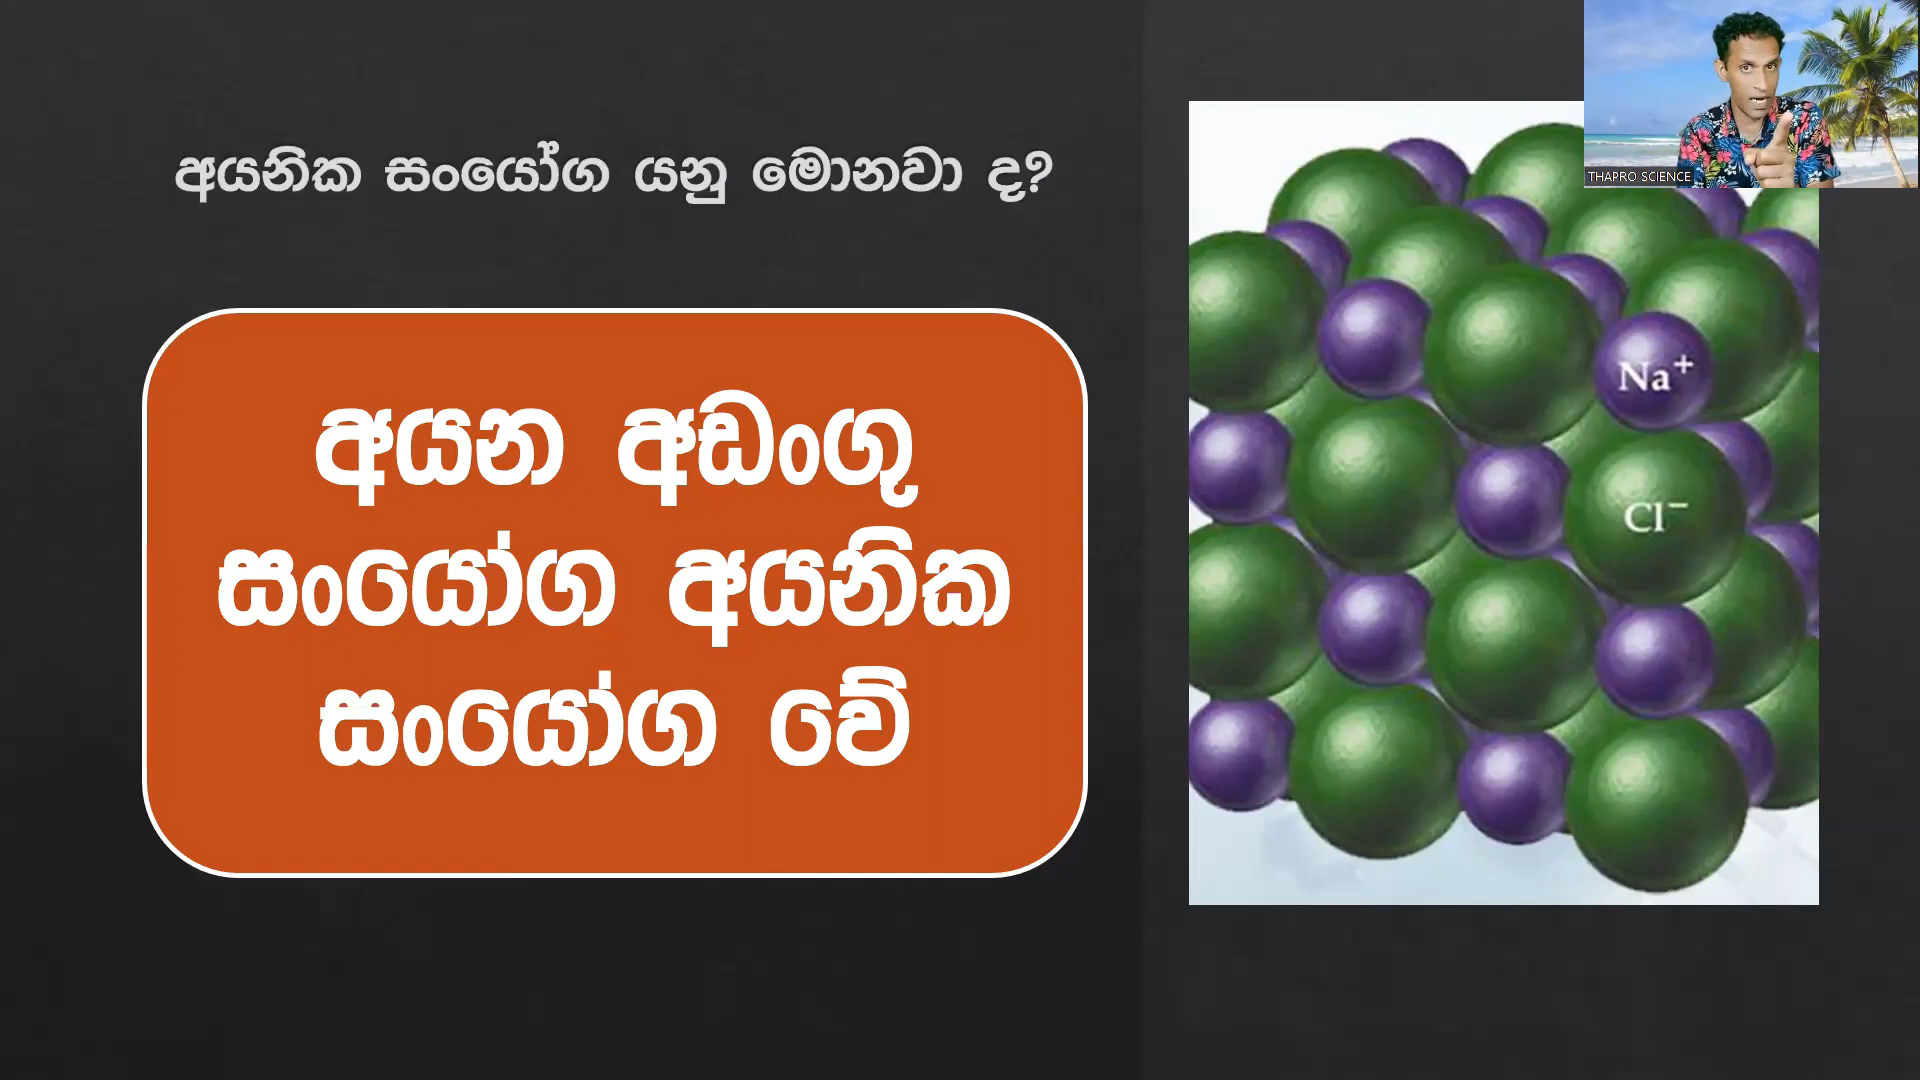 අයනික සංයෝග යනු මොනවා ද?
අයන අඩංගු
සංයෝග අයනික
සංයෝග වේ
Na⁺
Cl⁻
THAPRO SCIENCE